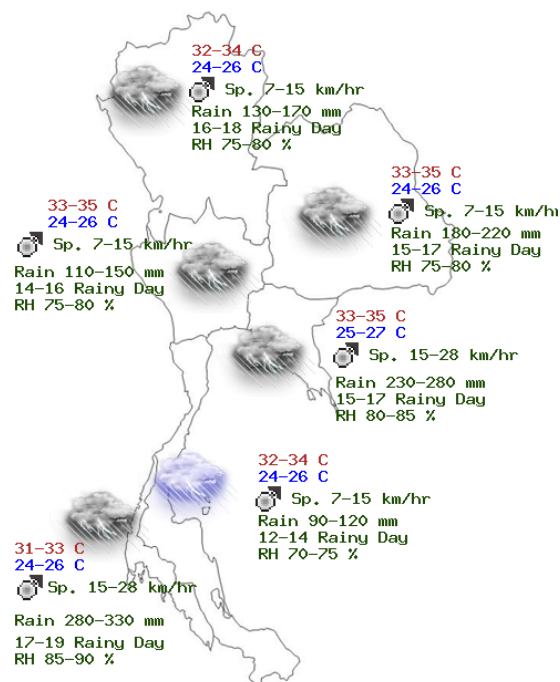 32-34 C
24-26 C
Sp. 7-15 km/hr
Rain 130-170 mm
16-18 Rainy Day
RH 75-80 %
33-35 C
24-26 C
Sp. 7-15 km/hr
Rain 180-220 mm
15-17 Rainy Day
RH 75-80 %
33-35 C
24-26 C
Sp. 7-15 km/hr
Rain 110-150 mm
14-16 Rainy Day
RH 75-80 %
33-35 C
25-27 C
Sp. 15-28 km/hr
Rain 230-280 mm
15-17 Rainy Day
RH 80-85 %
32-34 C
24-26 C
Sp. 7-15 km/hr
Rain 90-120 mm
12-14 Rainy Day
RH 70-75 %
31-33 C
24-26 C
Sp. 15-28 km/hr
Rain 280-330 mm
17-19 Rainy Day
RH 85-90 %